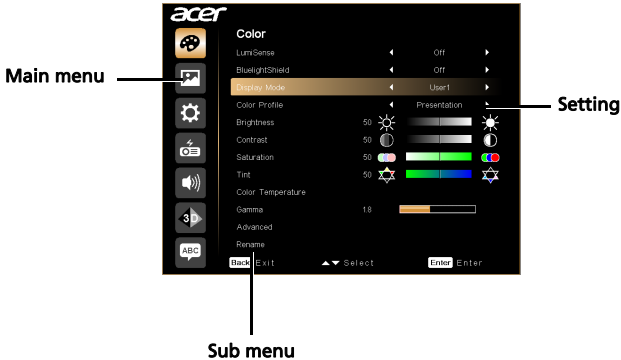 acer
Color
LumiSense Off
BluelightShield Off
Main menu
Display Mode User1
Color Profile Presentation
Setting
Brightness 50
Contrast 50
Saturation 50
Tint 50
Color Temperature
Gamma 1.8
3D
Advanced
Rename
ABC
Back Exit Select Enter Enter
Sub menu